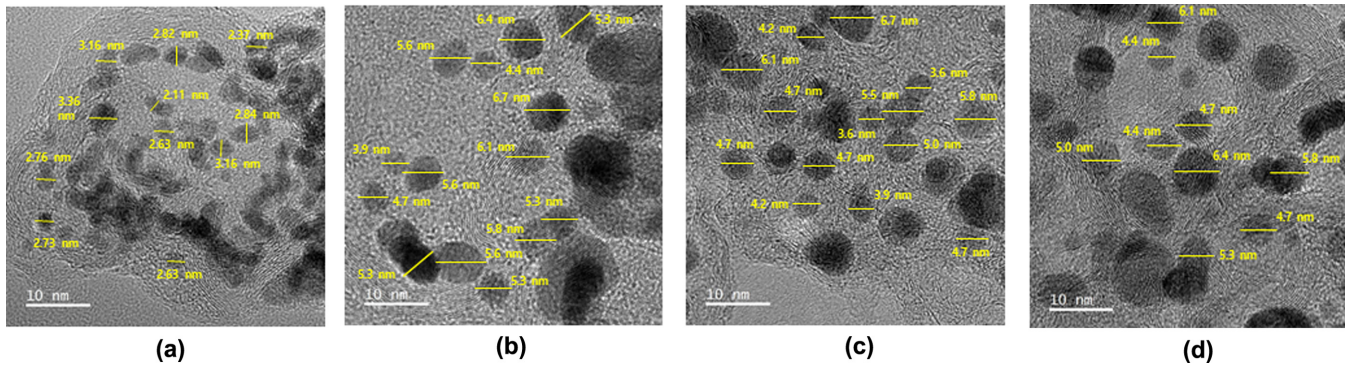 3.16 nm
2.82 nm
2.37 nm
3.36
nm
2.11 nm
2.84 nm
2.63 nm
3.16 nm
2.76 nm
2.73 nm
2.63 nm
10 nm
(a)
6.4 nm
5.3 nm
5.6 nm
4.4 nm
6.7 nm
6.1 nm
3.9 nm
5.8 nm
4.7 nm
5.3 nm
5.8 nm
5.6 nm
5.3 nm
5.3 nm
10 nm
(b)
6.7 nm
4.2 nm
6.1 nm
3.6 nm
4.7 nm
5.5 nm
5.8 nm
3.6 nm
5.0 nm
4.7 nm
4.7 nm
4.2 nm
3.9 nm
4.7 nm
10 nm
(c)
6.1 nm
4.4 nm
4.7 nm
4.4 nm
5.0 nm
6.4 nm
5.8 nm
4.7 nm
5.3 nm
10 nm
(d)